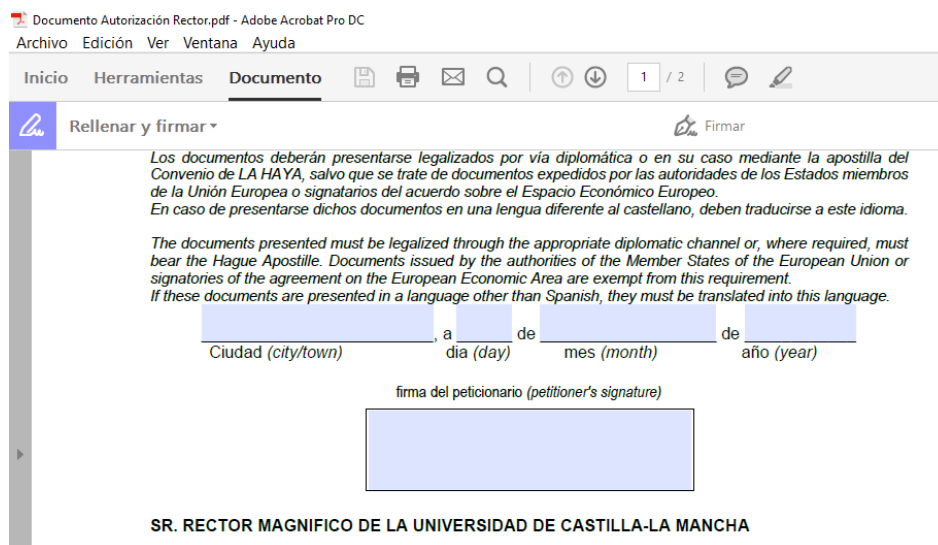 Documento Autorización Rector.pdf - Adobe Acrobat Pro DC
Archivo Edición Ver Ventana Ayuda
Inicio Herramientas Documento 1 / 2
Rellenar y firmar Firmar
Los documentos deberán presentarse legalizados por vía diplomática o en su caso mediante la apostilla del
Convenio de LA HAYA, salvo que se trate de documentos expedidos por las autoridades de los Estados miembros
de la Unión Europea o signatarios del acuerdo sobre el Espacio Económico Europeo.
En caso de presentarse dichos documentos en una lengua diferente al castellano, deben traducirse a este idioma.
The documents presented must be legalized through the appropriate diplomatic channel or, where required, must
bear the Hague Apostille. Documents issued by the authorities of the Member States of the European Union or
signatories of the agreement on the European Economic Area are exempt from this requirement.
If these documents are presented in a language other than Spanish, they must be translated into this language.
, a de de
Ciudad (city/town) dia (day) mes (month) año (year)
firma del peticionario (petitioner's signature)
SR. RECTOR MAGNIFICO DE LA UNIVERSIDAD DE CASTILLA-LA MANCHA